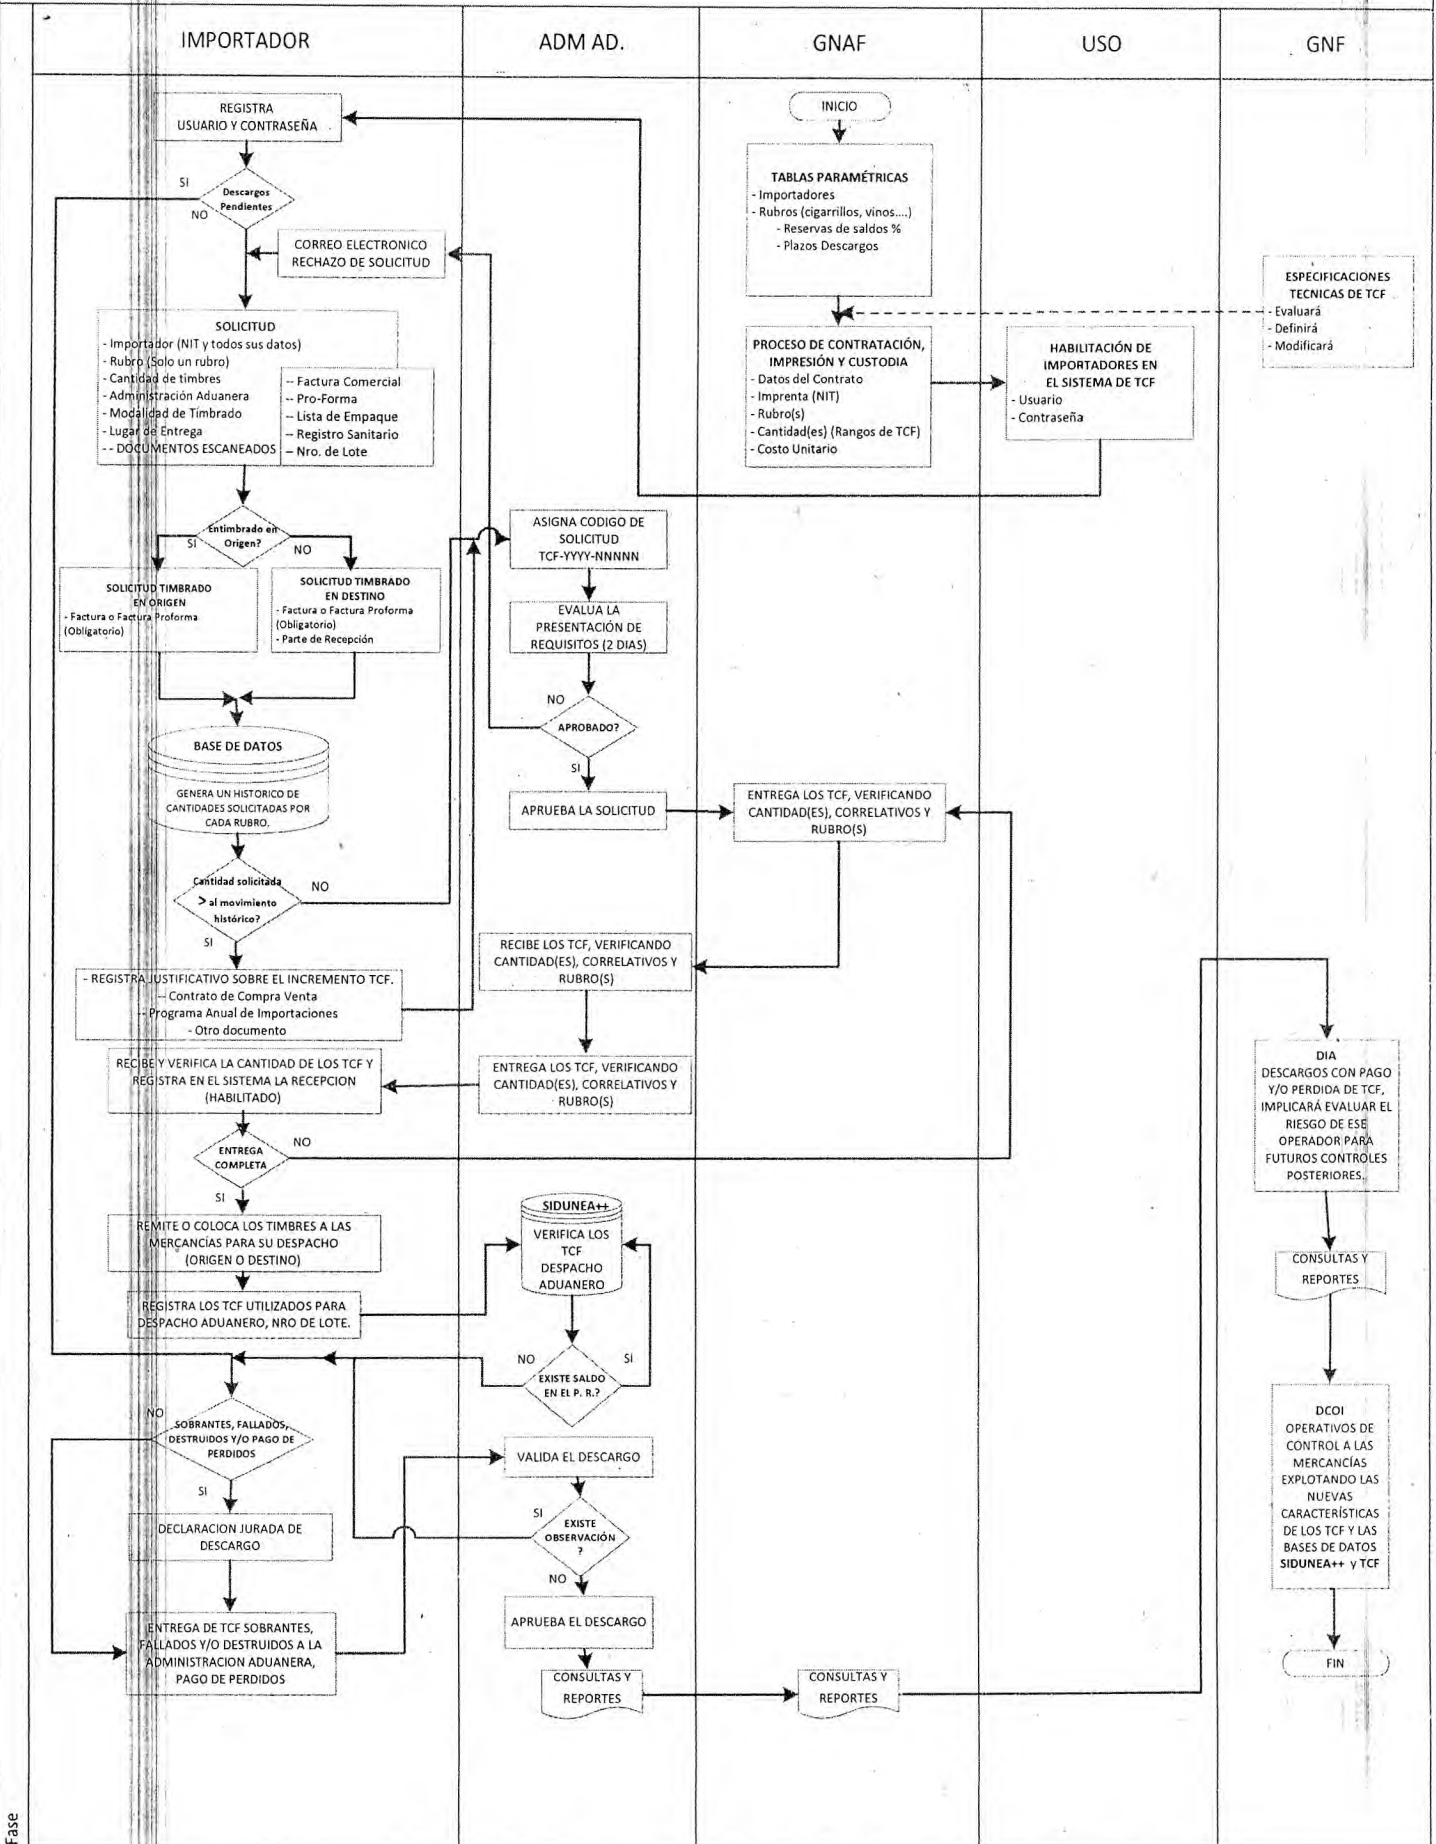 IMPORTADOR
ADM AD.
GNAF
USO
GNF
REGISTRA
USUARIO Y CONTRASEÑA
SI
Descargos
Pendientes
NO
CORREO ELECTRONICO
RECHAZO DE SOLICITUD
SOLICITUD
- Importador (NIT y todos sus datos)
- Rubro (Solo un rubro)
- Cantidad de timbres
- Administración Aduanera
- Modalidad de Timbrado
- Lugar de Entrega
-- DOCUMENTOS ESCANEADOS
-- Factura Comercial
-- Pro-Forma
-- Lista de Empaque
-- Registro Sanitario
-- Nro. de Lote
Entimbrado en
Origen?
SI
NO
SOLICITUD TIMBRADO
EN ORIGEN
- Factura o Factura Proforma
(Obligatorio)
SOLICITUD TIMBRADO
EN DESTINO
- Factura o Factura Proforma
(Obligatorio)
- Parte de Recepción
BASE DE DATOS
GENERA UN HISTORICO DE
CANTIDADES SOLICITADAS POR
CADA RUBRO.
Cantidad solicitada
> al movimiento
histórico?
NO
SI
- REGISTRA JUSTIFICATIVO SOBRE EL INCREMENTO TCF.
-- Contrato de Compra Venta
-- Programa Anual de Importaciones
- Otro documento
RECIBE Y VERIFICA LA CANTIDAD DE LOS TCF Y
REGISTRA EN EL SISTEMA LA RECEPCION
(HABILITADO)
ENTREGA
COMPLETA
NO
SI
REMITE O COLOCA LOS TIMBRES A LAS
MERCANCÍAS PARA SU DESPACHO
(ORIGEN O DESTINO)
REGISTRA LOS TCF UTILIZADOS PARA
DESPACHO ADUANERO, NRO DE LOTE.
NO
SOBRANTES, FALLADOS,
DESTRUIDOS Y/O PAGO DE
PERDIDOS
SI
DECLARACION JURADA DE
DESCARGO
ENTREGA DE TCF SOBRANTES,
FALLADOS Y/O DESTRUIDOS A LA
ADMINISTRACION ADUANERA,
PAGO DE PERDIDOS
ASIGNA CODIGO DE
SOLICITUD
TCF-YYYY-NNNNN
EVALUA LA
PRESENTACIÓN DE
REQUISITOS (2 DIAS)
NO
APROBADO?
SI
APRUEBA LA SOLICITUD
RECIBE LOS TCF, VERIFICANDO
CANTIDAD(ES), CORRELATIVOS Y
RUBRO(S)
ENTREGA LOS TCF, VERIFICANDO
CANTIDAD(ES), CORRELATIVOS Y
RUBRO(S)
SIDUNEA++
VERIFICA LOS
TCF
DESPACHO
ADUANERO
NO
SI
EXISTE SALDO
EN EL P. R.?
VALIDA EL DESCARGO
SI
EXISTE
OBSERVACIÓN
?
NO
APRUEBA EL DESCARGO
CONSULTAS Y
REPORTES
INICIO
TABLAS PARAMÉTRICAS
- Importadores
- Rubros (cigarrillos, vinos....)
- Reservas de saldos %
- Plazos Descargos
PROCESO DE CONTRATACIÓN,
IMPRESIÓN Y CUSTODIA
- Datos del Contrato
- Imprenta (NIT)
- Rubro(s)
- Cantidad(es) (Rangos de TCF)
- Costo Unitario
ENTREGA LOS TCF, VERIFICANDO
CANTIDAD(ES), CORRELATIVOS Y
RUBRO(S)
CONSULTAS Y
REPORTES
HABILITACIÓN DE
IMPORTADORES EN
EL SISTEMA DE TCF
- Usuario
- Contraseña
ESPECIFICACIONES
TECNICAS DE TCF
- Evaluará
- Definirá
- Modificará
DIA
DESCARGOS CON PAGO
Y/O PERDIDA DE TCF,
IMPLICARÁ EVALUAR EL
RIESGO DE ESE
OPERADOR PARA
FUTUROS CONTROLES
POSTERIORES.
CONSULTAS Y
REPORTES
DCOI
OPERATIVOS DE
CONTROL A LAS
MERCANCÍAS
EXPLOTANDO LAS
NUEVAS
CARACTERÍSTICAS
DE LOS TCF Y LAS
BASES DE DATOS
SIDUNEA++ y TCF
FIN
Fase